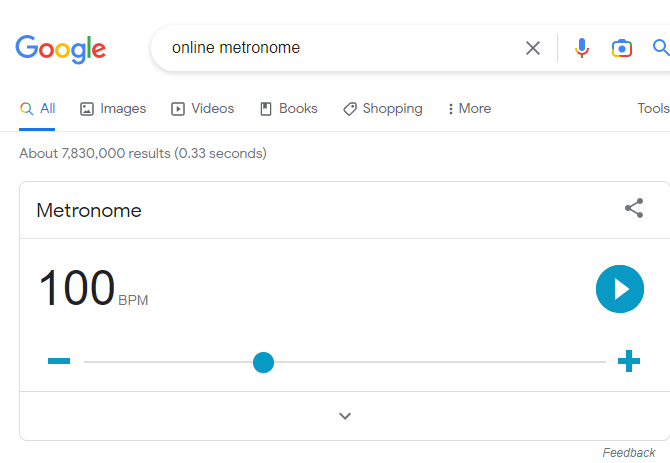 Google online metronome
All Images Videos Books Shopping More Tools
About 7,830,000 results (0.33 seconds)
Metronome
100 BPM
Feedback